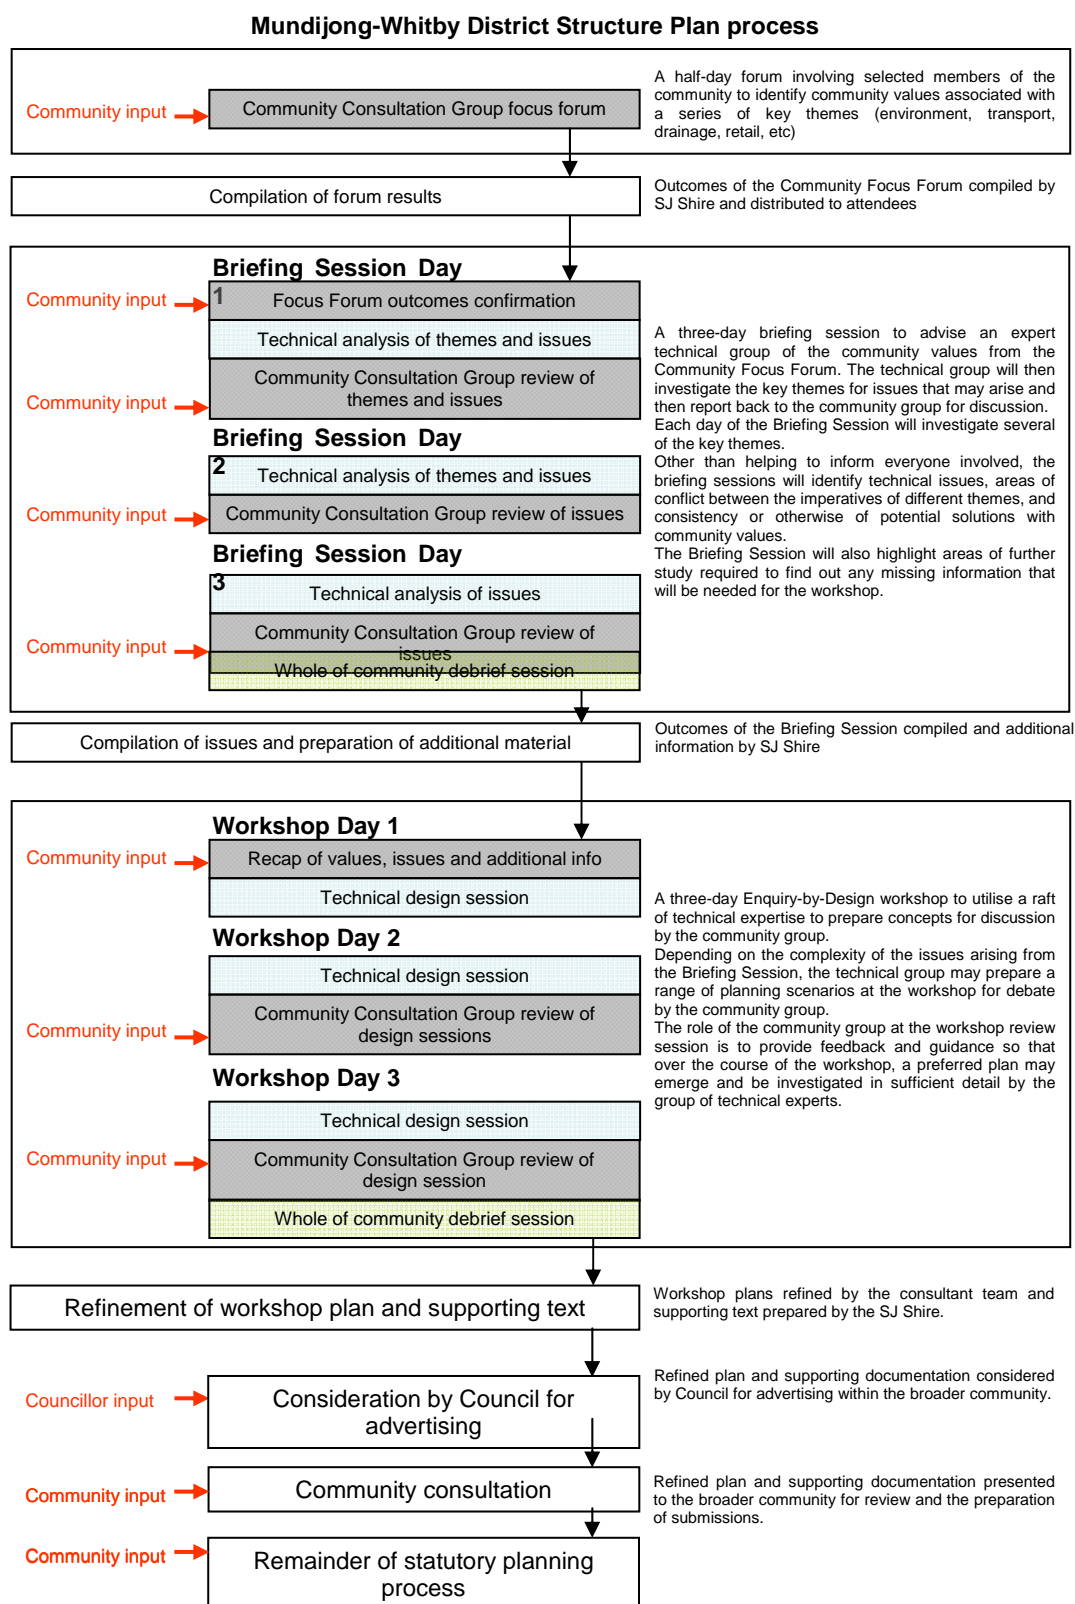 Mundijong-Whitby District Structure Plan process
Community input
Community Consultation Group focus forum
A half-day forum involving selected members of the
community to identify community values associated with
a series of key themes (environment, transport,
drainage, retail, etc)
Compilation of forum results
Outcomes of the Community Focus Forum compiled by
SJ Shire and distributed to attendees
Briefing Session Day
1
Community input
Focus Forum outcomes confirmation
Technical analysis of themes and issues
Community input
Community Consultation Group review of
themes and issues
Briefing Session Day
2
Technical analysis of themes and issues
Community input
Community Consultation Group review of issues
Briefing Session Day
3
Technical analysis of issues
Community input
Community Consultation Group review of
issues
Whole of community debrief session
A three-day briefing session to advise an expert
technical group of the community values from the
Community Focus Forum. The technical group will then
investigate the key themes for issues that may arise and
then report back to the community group for discussion.
Each day of the Briefing Session will investigate several
of the key themes.
Other than helping to inform everyone involved, the
briefing sessions will identify technical issues, areas of
conflict between the imperatives of different themes, and
consistency or otherwise of potential solutions with
community values.
The Briefing Session will also highlight areas of further
study required to find out any missing information that
will be needed for the workshop.
Compilation of issues and preparation of additional material
Outcomes of the Briefing Session compiled and additional
information by SJ Shire
Workshop Day 1
Community input
Recap of values, issues and additional info
Technical design session
Workshop Day 2
Technical design session
Community input
Community Consultation Group review of
design sessions
Workshop Day 3
Technical design session
Community input
Community Consultation Group review of
design session
Whole of community debrief session
A three-day Enquiry-by-Design workshop to utilise a raft
of technical expertise to prepare concepts for discussion
by the community group.
Depending on the complexity of the issues arising from
the Briefing Session, the technical group may prepare a
range of planning scenarios at the workshop for debate
by the community group.
The role of the community group at the workshop review
session is to provide feedback and guidance so that
over the course of the workshop, a preferred plan may
emerge and be investigated in sufficient detail by the
group of technical experts.
Refinement of workshop plan and supporting text
Workshop plans refined by the consultant team and
supporting text prepared by the SJ Shire.
Councillor input
Consideration by Council for
advertising
Refined plan and supporting documentation considered
by Council for advertising within the broader community.
Community input
Community consultation
Refined plan and supporting documentation presented
to the broader community for review and the preparation
of submissions.
Community input
Remainder of statutory planning
process